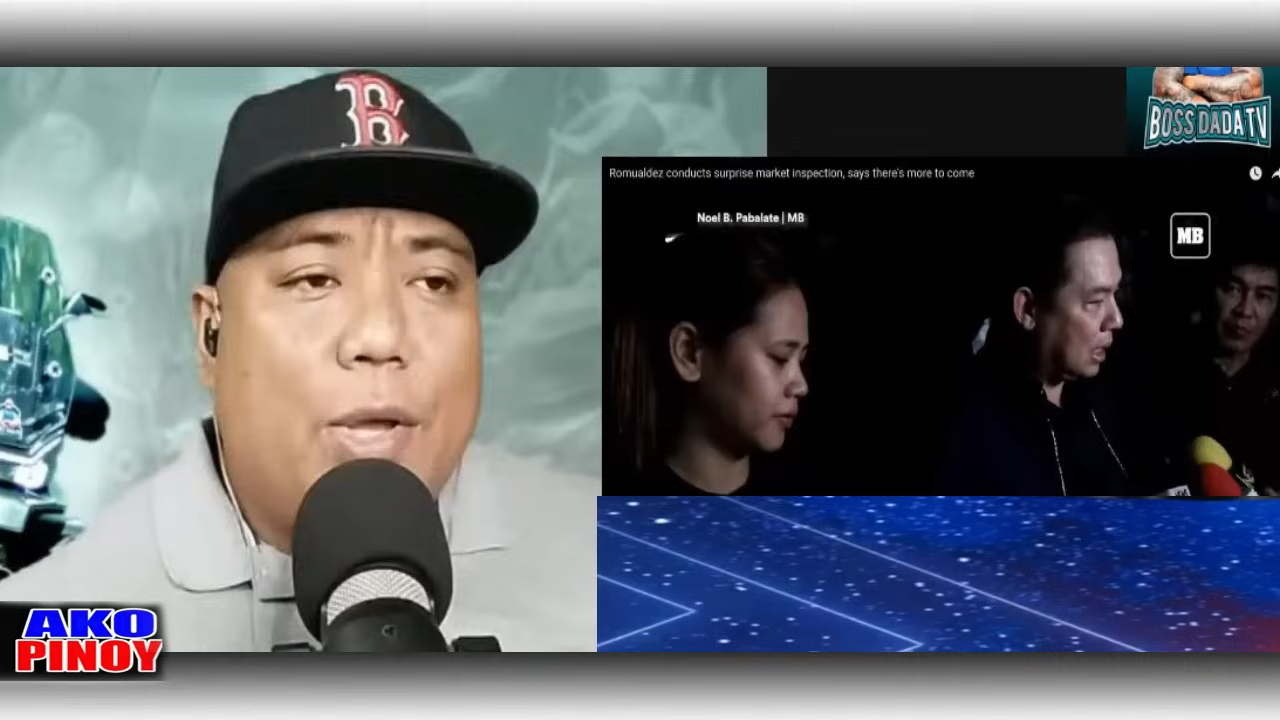 B
BOSS DADA TV
Romualdez conducts surprise market inspection, says there's more to come
Noel B. Pabalate | MB
MB
AKO
PINOY